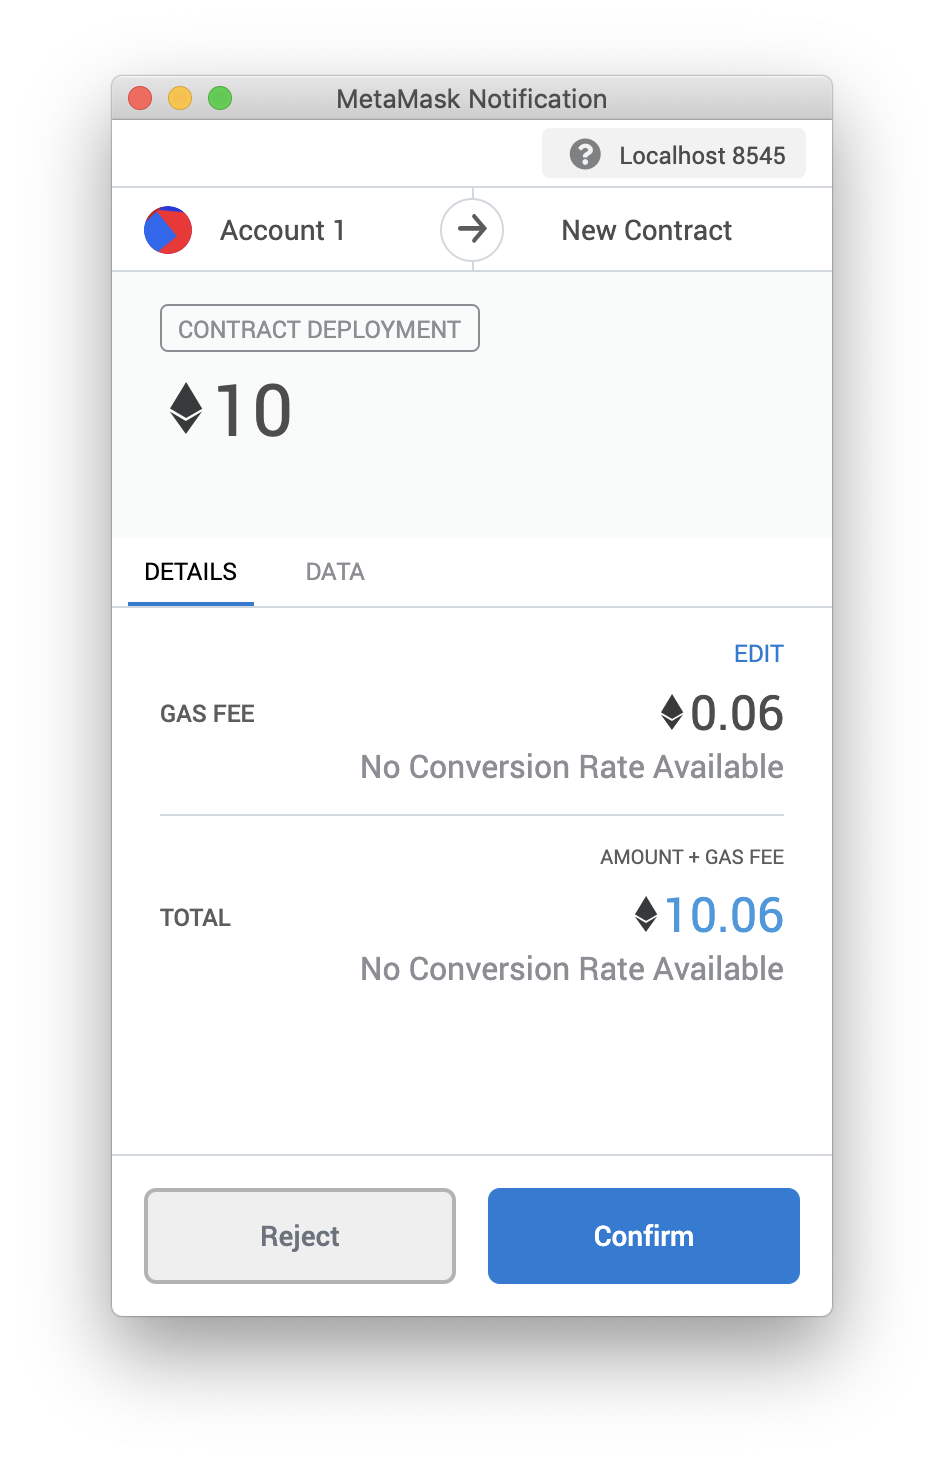 MetaMask Notification
? Localhost 8545
Account 1
New Contract
CONTRACT DEPLOYMENT
10
DETAILS DATA
EDIT
GAS FEE 0.06
No Conversion Rate Available
AMOUNT + GAS FEE
TOTAL 10.06
No Conversion Rate Available
Reject Confirm